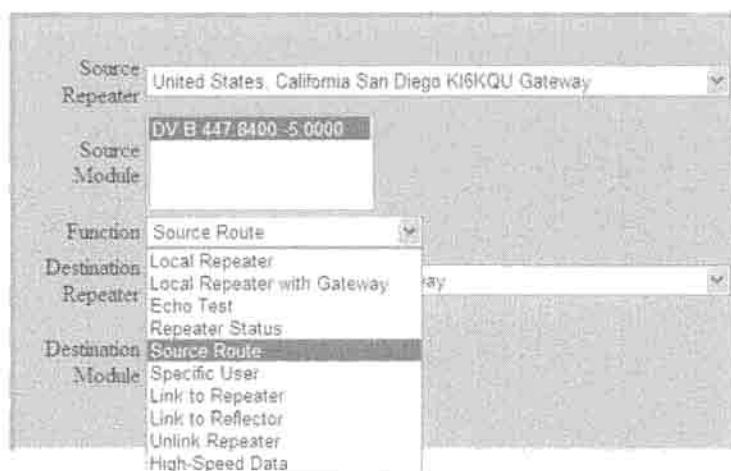 Source Repeater United States, California San Diego KI6KQU Gateway
Source Module DV B 447.8400 -5.0000
Function Source Route
Local Repeater
Destination Repeater Local Repeater with Gateway
Echo Test
Repeater Status
Destination Module Source Route
Specific User
Link to Repeater
Link to Reflector
Unlink Repeater
High-Speed Data